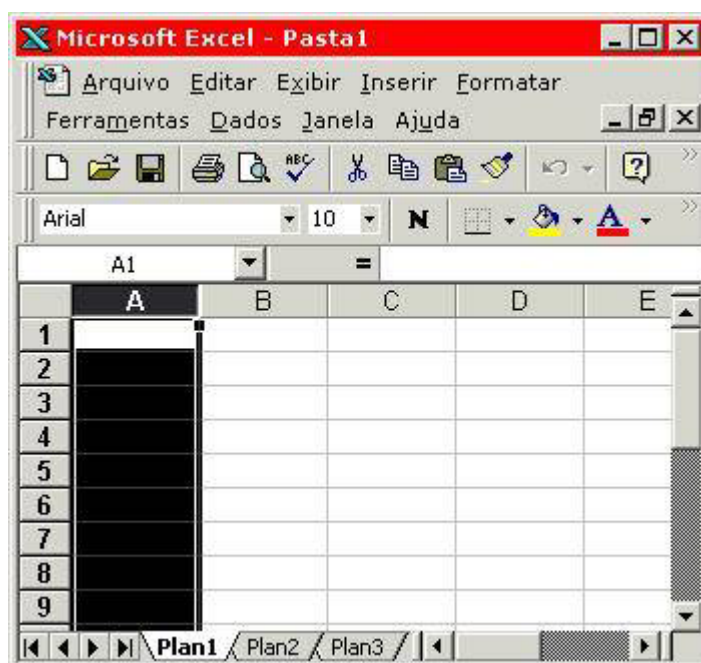 Microsoft Excel - Pasta1
Arquivo Editar Exibir Inserir Formatar
Ferramentas Dados Janela Ajuda
ABC
Arial 10 N A
A1 =
A B C D E
1
2
3
4
5
6
7
8
9
Plan1 Plan2 Plan3